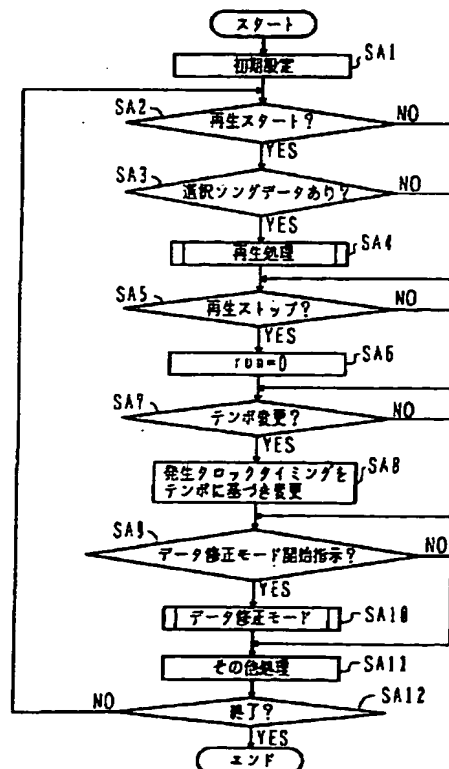 スタート
初期設定
SA1
SA2
再生スタート?
NO
YES
SA3
選択ソングデータあり?
NO
YES
再生処理
SA4
SA5
再生ストップ?
NO
YES
run=0
SA6
SA7
テンポ変更?
NO
YES
発生クロックタイミングを
テンポに基づき変更
SA8
SA9
データ修正モード開始指示?
NO
YES
データ修正モード
SA10
その他処理
SA11
NO
終了?
SA12
YES
エンド